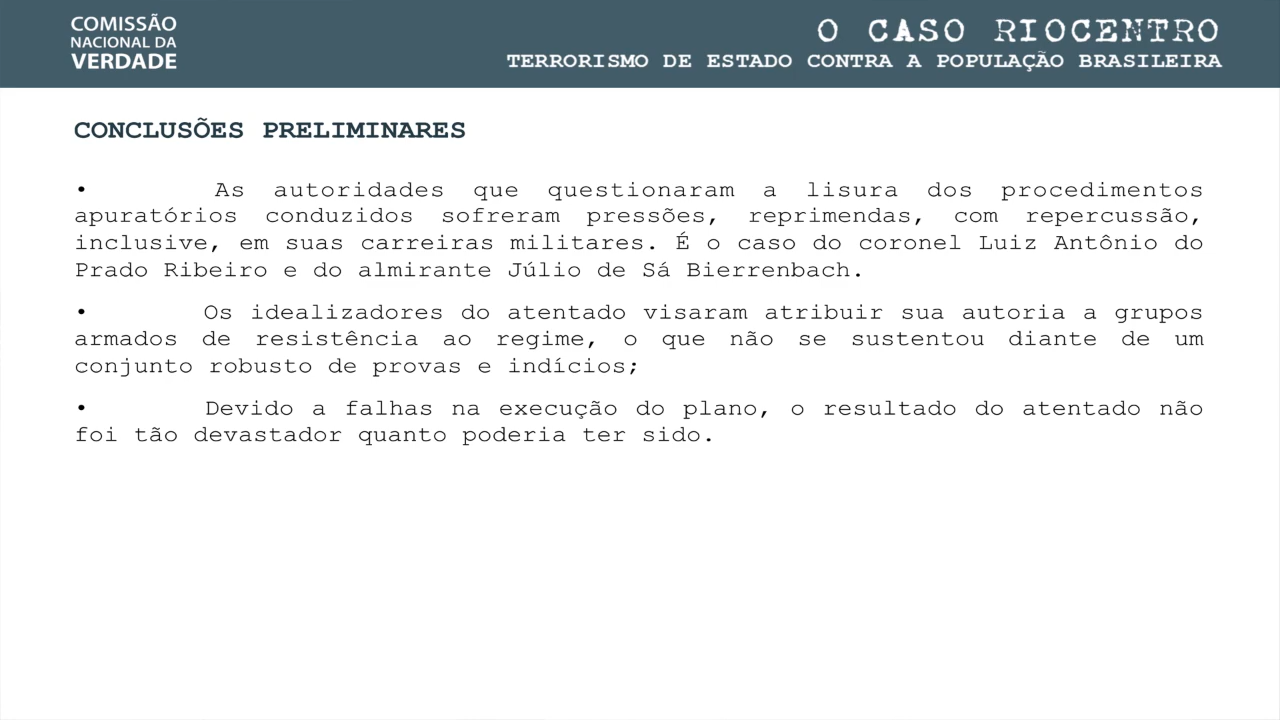 COMISSÃO
NACIONAL DA
VERDADE
O CASO RIOCENTRO
TERRORISMO DE ESTADO CONTRA A POPULAÇÃO BRASILEIRA
CONCLUSÕES PRELIMINARES
• As autoridades que questionaram a lisura dos procedimentos
apuratórios conduzidos sofreram pressões, reprimendas, com repercussão,
inclusive, em suas carreiras militares. É o caso do coronel Luiz Antônio do
Prado Ribeiro e do almirante Júlio de Sá Bierrenbach.
• Os idealizadores do atentado visaram atribuir sua autoria a grupos
armados de resistência ao regime, o que não se sustentou diante de um
conjunto robusto de provas e indícios;
• Devido a falhas na execução do plano, o resultado do atentado não
foi tão devastador quanto poderia ter sido.